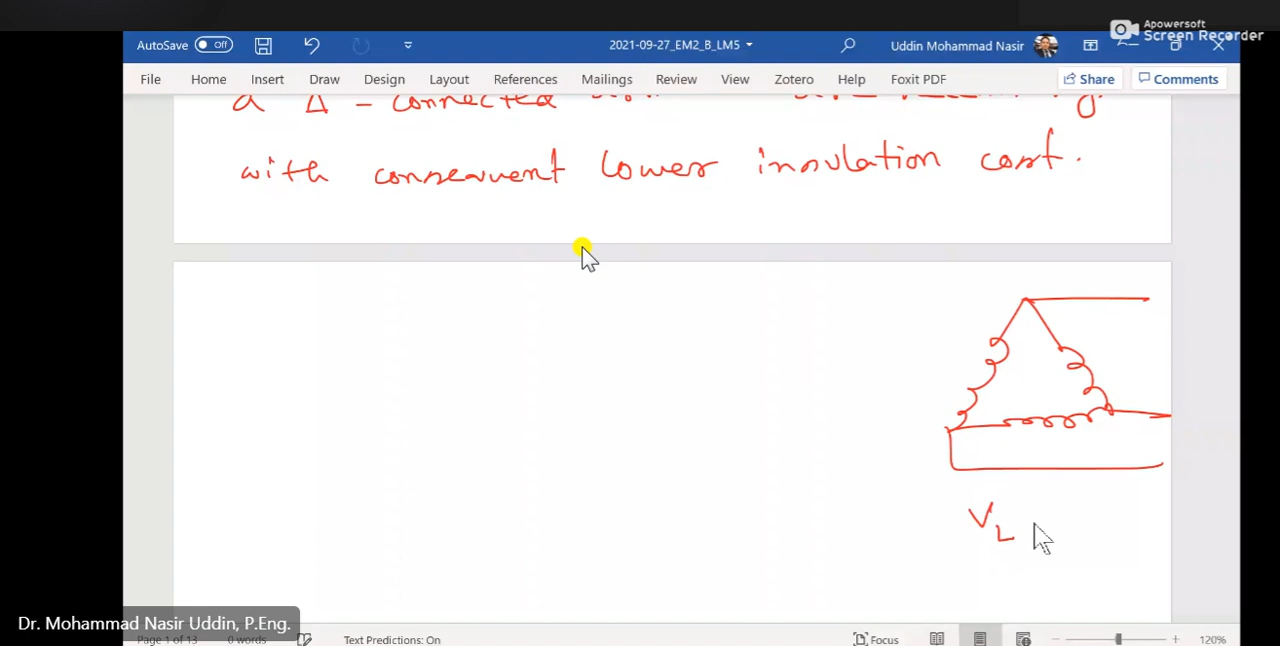 Apowersoft
Screen Recorder
AutoSave Off 2021-09-27_EM2_B_LM5 Uddin Mohammad Nasir
File Home Insert Draw Design Layout References Mailings Review View Zotero Help Foxit PDF Share Comments
a Δ - connected
with consequent lower insulation cost.
V_L
Dr. Mohammad Nasir Uddin, P.Eng.
Page 1 of 13 0 words Text Predictions: On Focus 120%